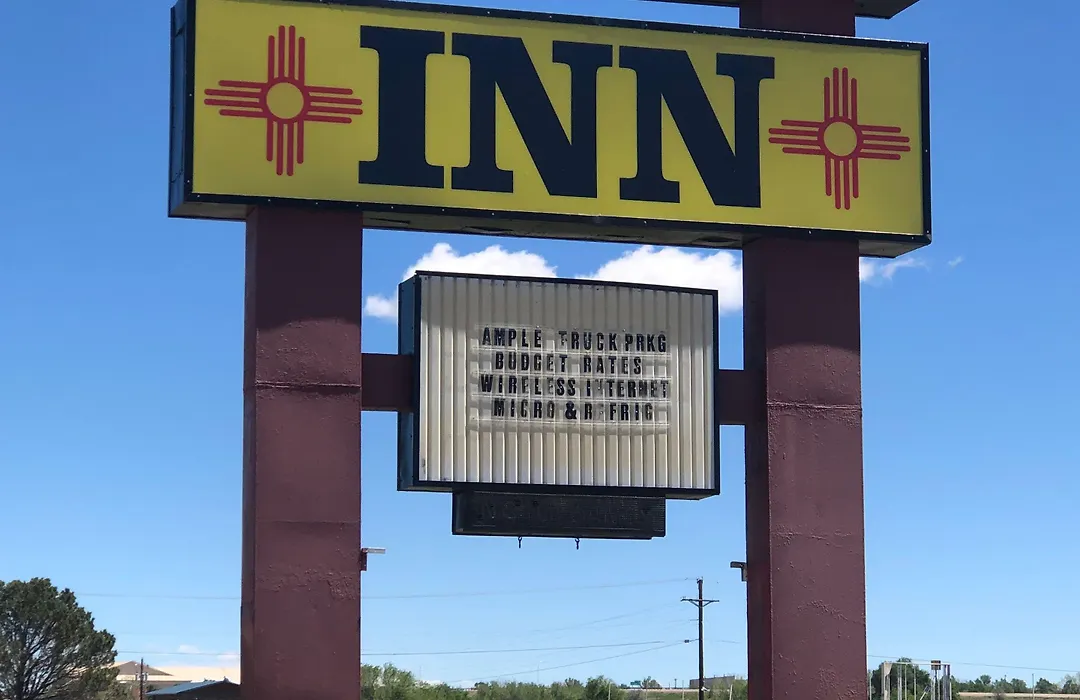 INN
AMPLE TRUCK PRKG
BUDGET RATES
WIRELESS INTERNET
MICRO & REFRIG